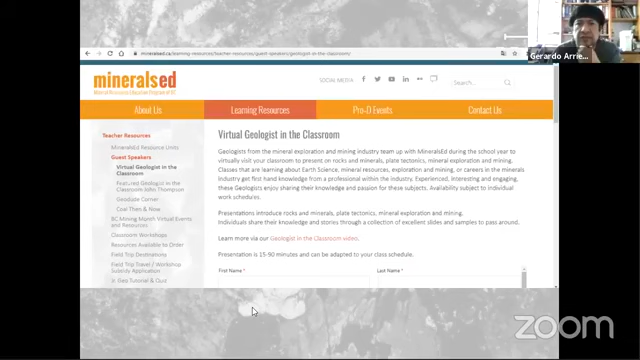 mineralsed.ca/learning-resource/teacher-resources/guest-speakers/geologist-in-the-classroom/
Gerardo Arrie...
mineralsed
Mineral Resources Education Program of BC
SOCIAL MEDIA
Search...
About Us
Learning Resources
Pro-D Events
Contact Us
Teacher Resources
MineralsEd Resource Units
Guest Speakers
Virtual Geologist in the
Classroom
Featured Geologist in the
Classroom John Thompson
Geoduate Corner
Coal Then & Now
BC Mining Month Virtual Events
and Resources
Classroom Workshops
Resources Available to Order
Field Trip Destinations
Field Trip Travel / Workshop
Subsidy Application
Virtual Geologist in the Classroom
Geologists from the mineral exploration and mining industry team up with MineralsEd during the school year to
virtually visit your classroom to present on rocks and minerals, plate tectonics, mineral exploration and mining.
Classes that are learning about Earth Science, mineral resources, exploration and mining, or careers in the minerals
industry get first hand knowledge from a professional within the industry. Experienced, interesting and engaging,
these Geologists enjoy sharing their knowledge and passion for these subjects. Availability subject to individual
work schedules.
Presentations introduce rocks and minerals, plate tectonics, mineral exploration and mining.
Individuals share their knowledge and stories through a collection of excellent slides and samples to pass around.
Learn more via our Geologist in the Classroom video.
Presentation is 15-90 minutes and can be adapted to your class schedule.
First Name *
Last Name *
zoom